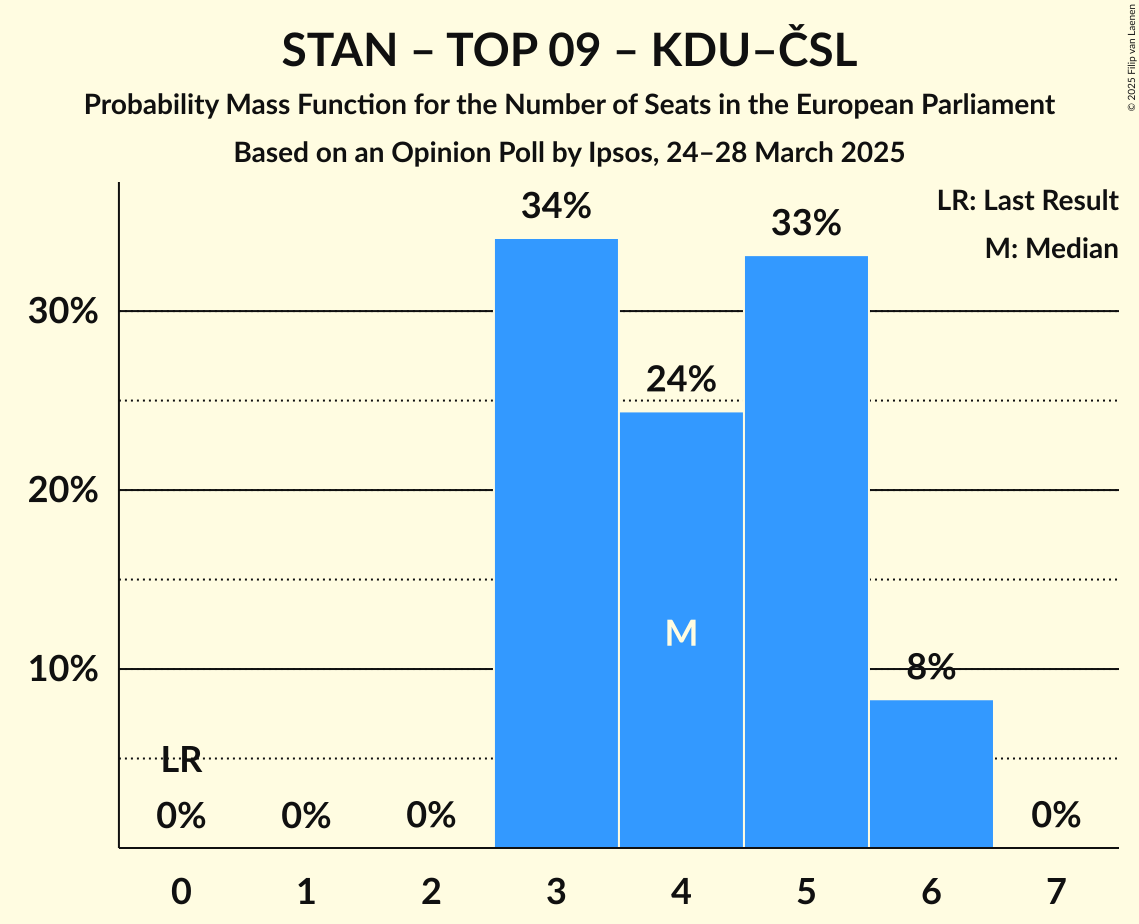 STAN – TOP 09 – KDU–ČSL
Probability Mass Function for the Number of Seats in the European Parliament
Based on an Opinion Poll by Ipsos, 24–28 March 2025
© 2025 Filip van Laenen
LR: Last Result
M: Median
34%
33%
30%
24%
20%
M
10%
8%
LR
0%
0%
0%
0%
0 1 2 3 4 5 6 7